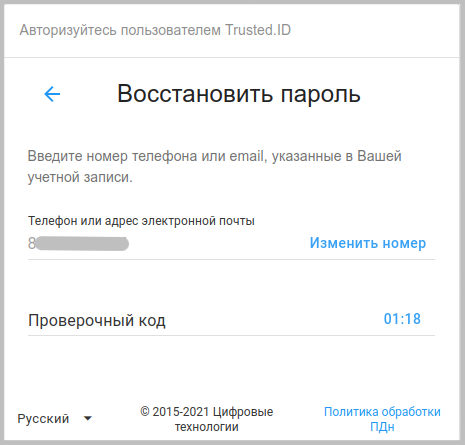 Авторизуйтесь пользователем Trusted.ID
Восстановить пароль
Введите номер телефона или email, указанные в Вашей
учетной записи.
Телефон или адрес электронной почты
8
Изменить номер
Проверочный код
01:18
Русский
© 2015-2021 Цифровые
технологии
Политика обработки
ПДн